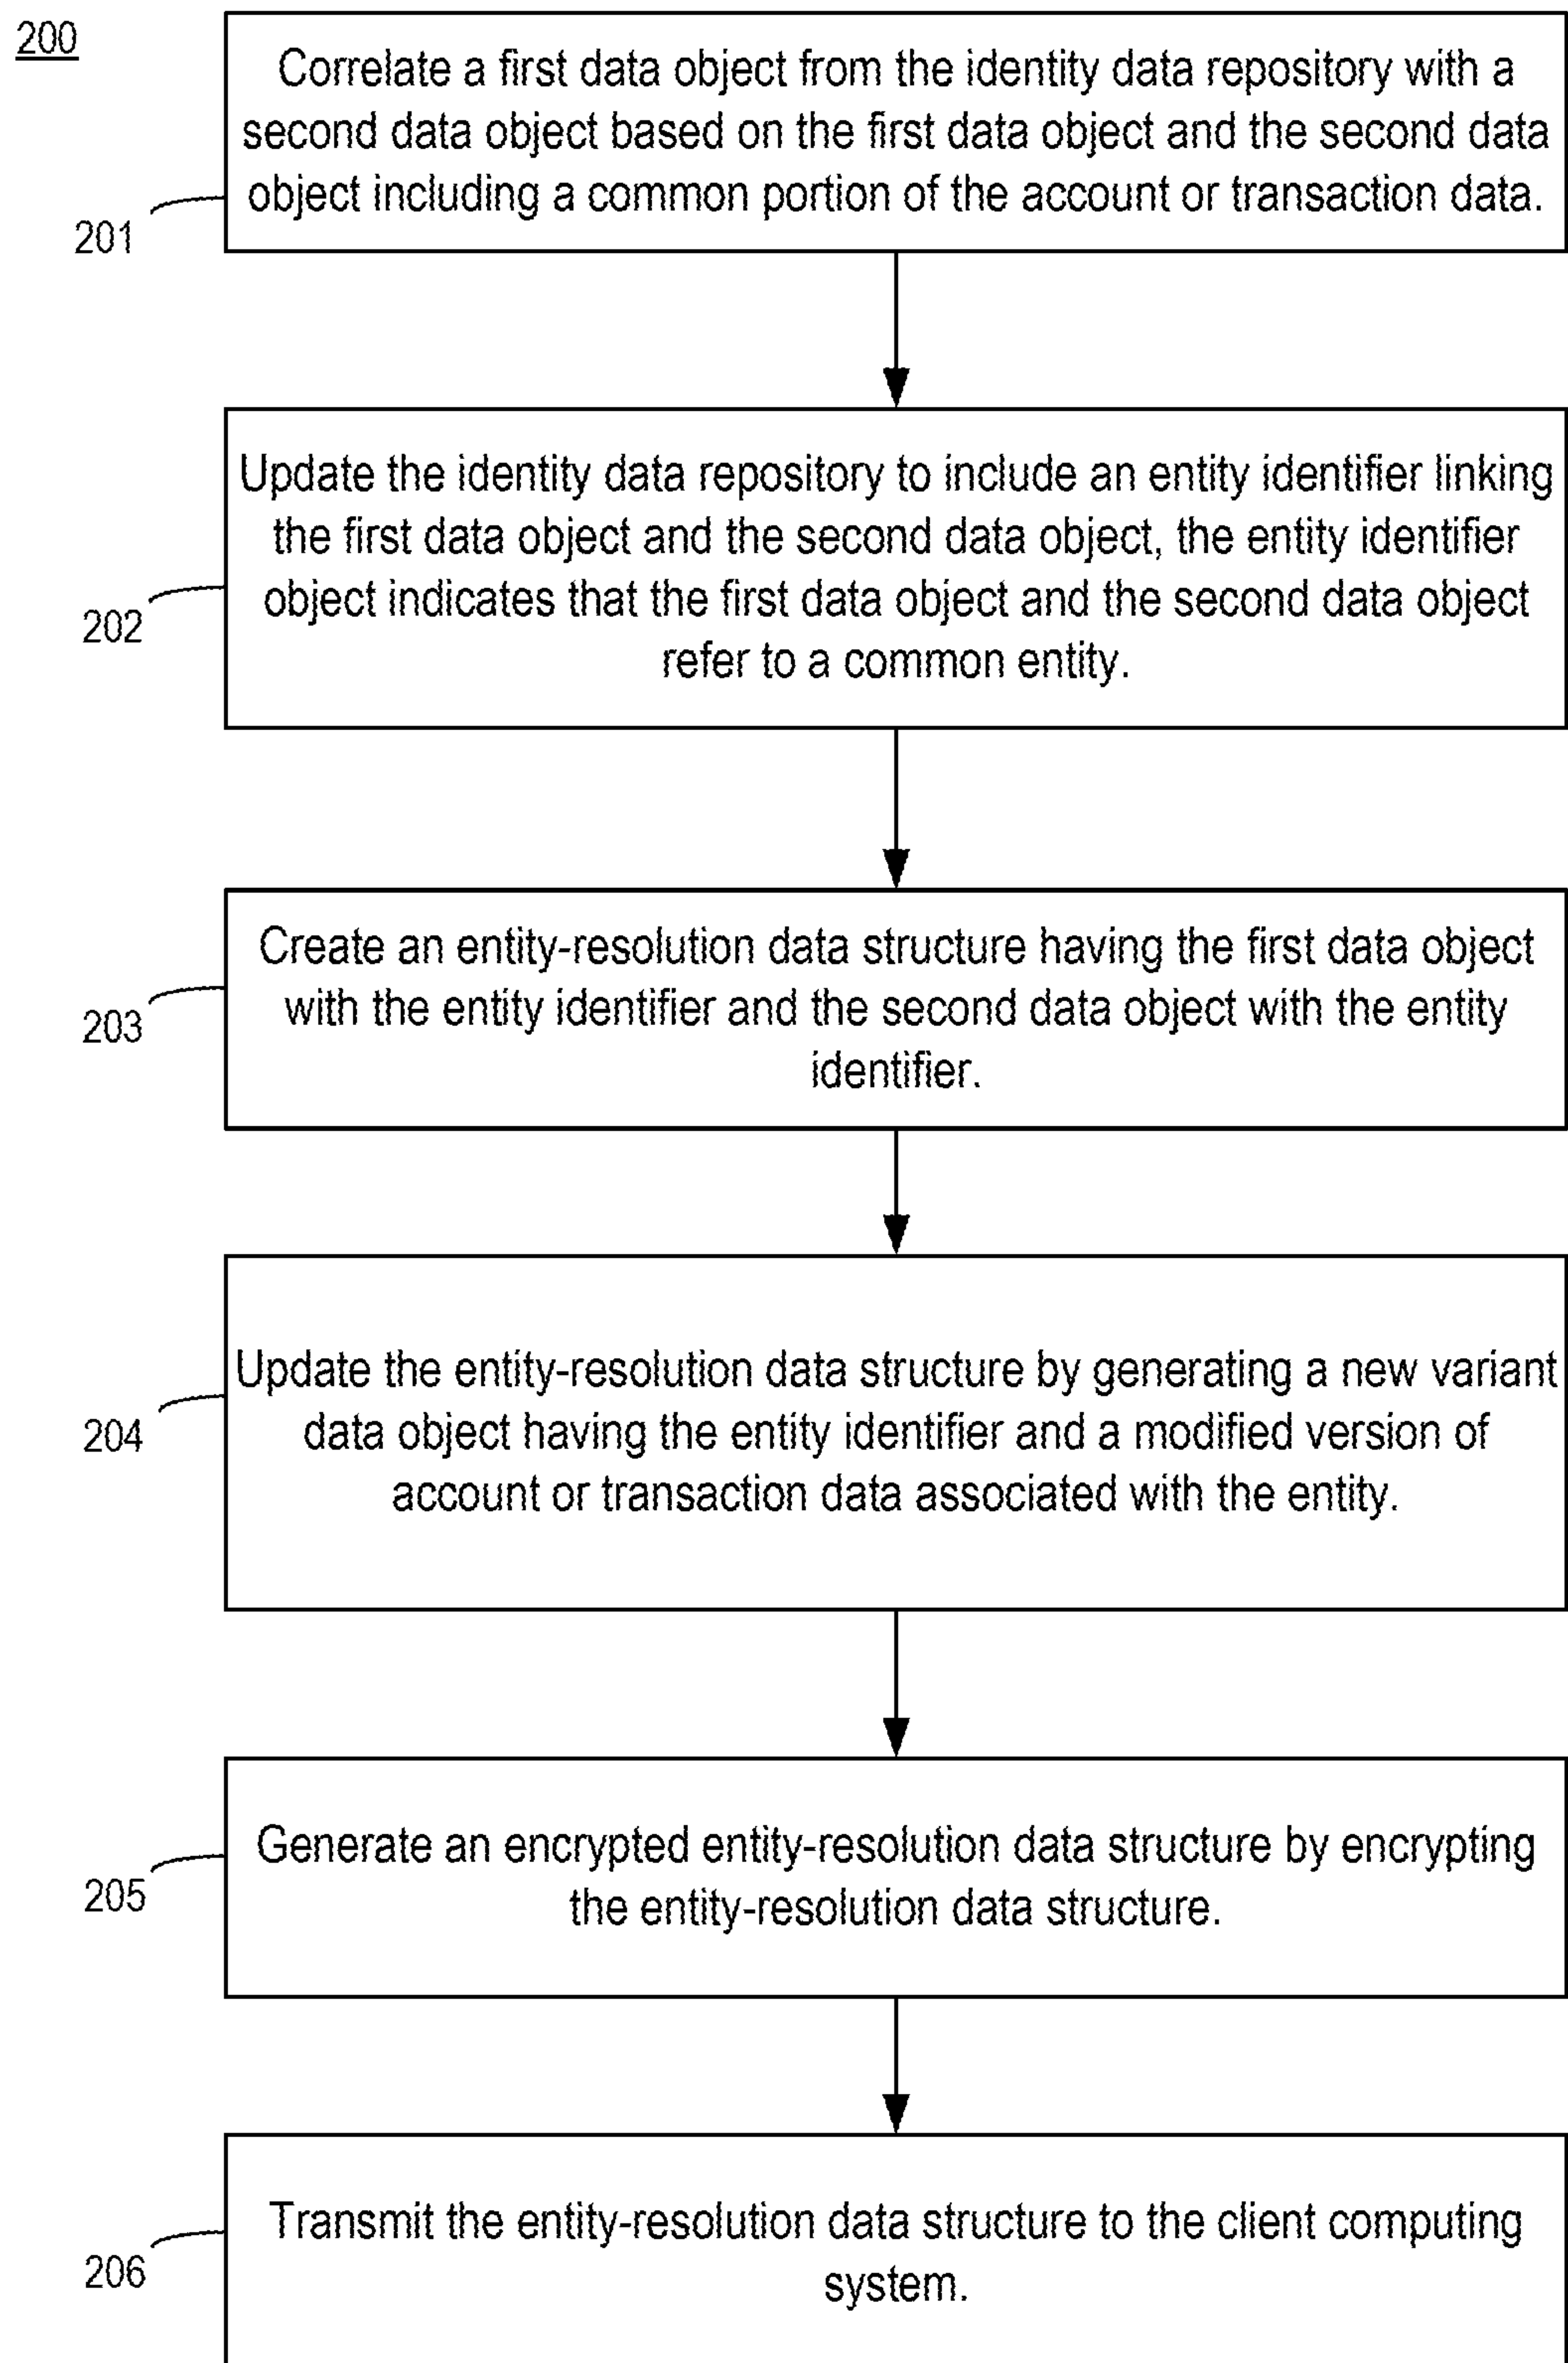 200
Correlate a first data object from the identity data repository with a
second data object based on the first data object and the second data
object including a common portion of the account or transaction data.
201
Update the identity data repository to include an entity identifier linking
the first data object and the second data object, the entity identifier
object indicates that the first data object and the second data object
refer to a common entity.
202
Create an entity-resolution data structure having the first data object
with the entity identifier and the second data object with the entity
identifier.
203
Update the entity-resolution data structure by generating a new variant
data object having the entity identifier and a modified version of
account or transaction data associated with the entity.
204
Generate an encrypted entity-resolution data structure by encrypting
the entity-resolution data structure.
205
Transmit the entity-resolution data structure to the client computing
system.
206